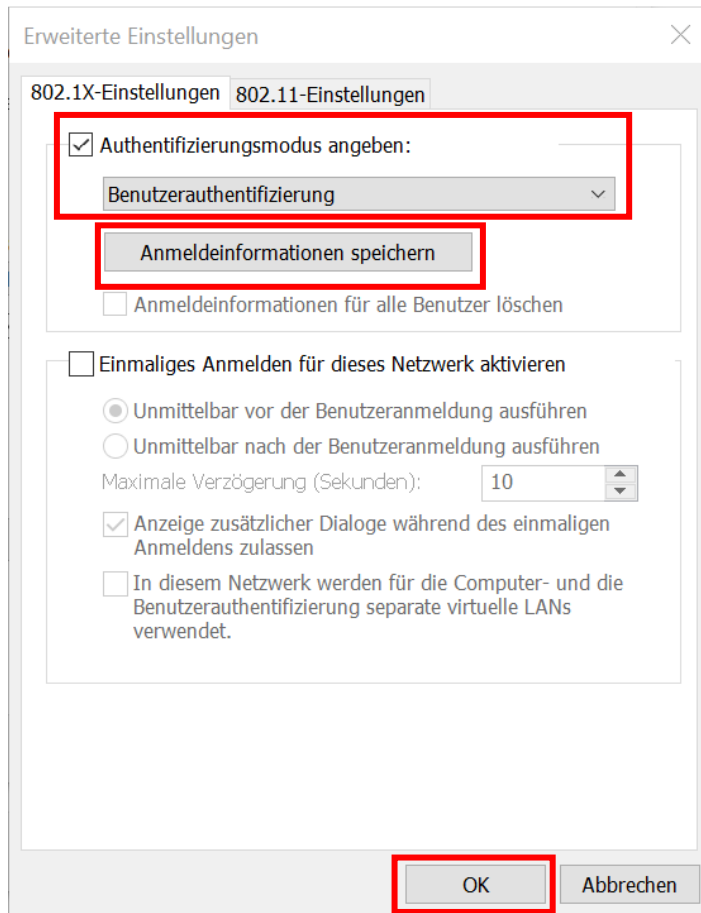 Erweiterte Einstellungen
802.1X-Einstellungen 802.11-Einstellungen
Authentifizierungsmodus angeben:
Benutzerauthentifizierung
Anmeldeinformationen speichern
Anmeldeinformationen für alle Benutzer löschen
Einmaliges Anmelden für dieses Netzwerk aktivieren
Unmittelbar vor der Benutzeranmeldung ausführen
Unmittelbar nach der Benutzeranmeldung ausführen
Maximale Verzögerung (Sekunden): 10
Anzeige zusätzlicher Dialoge während des einmaligen
Anmeldens zulassen
In diesem Netzwerk werden für die Computer- und die
Benutzerauthentifizierung separate virtuelle LANs
verwendet.
OK Abbrechen